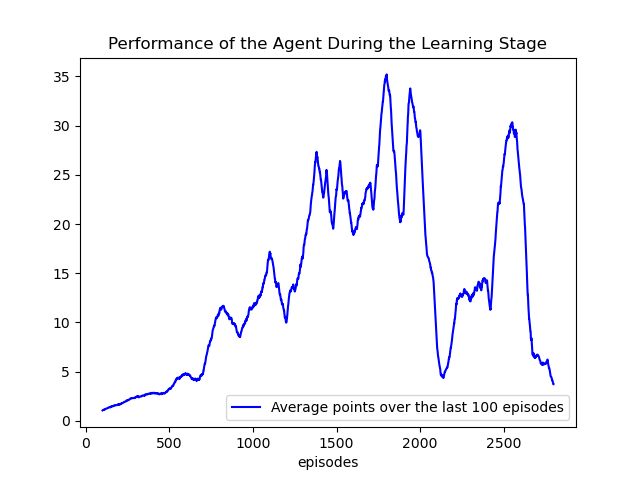 Performance of the Agent During the Learning Stage
35
30
25
20
15
10
5
0
Average points over the last 100 episodes
0 500 1000 1500 2000 2500
episodes